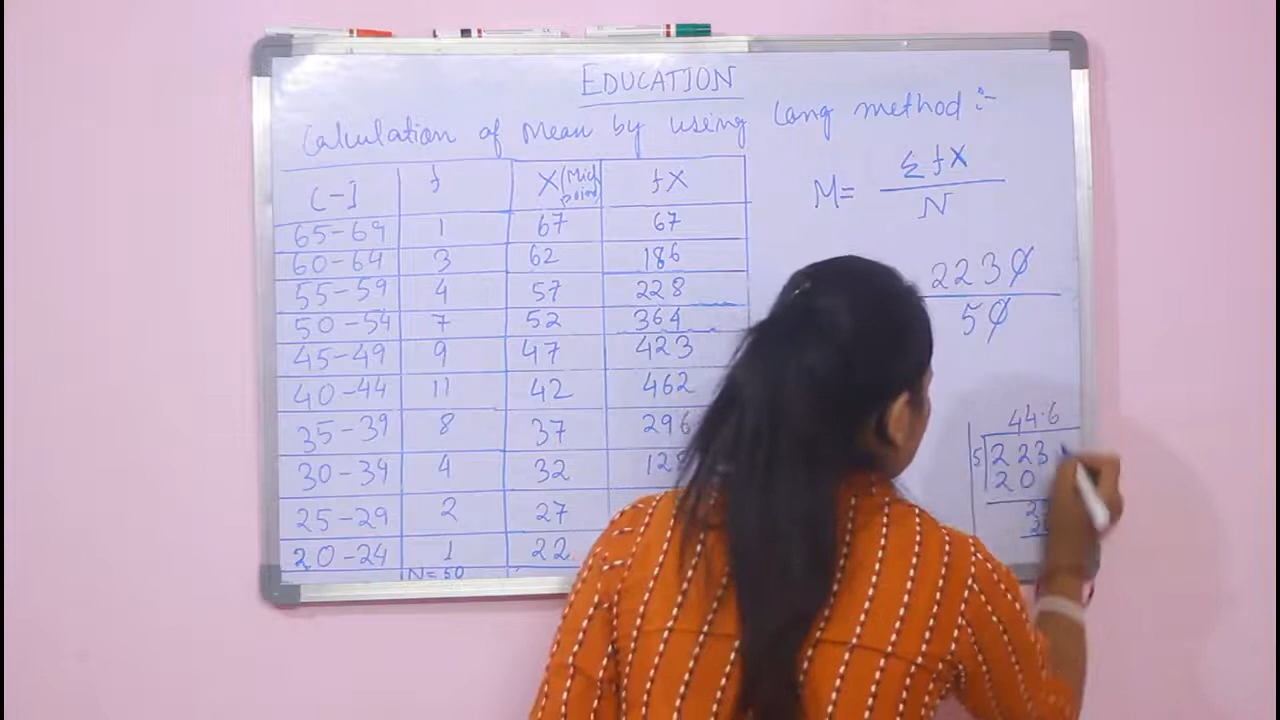 EDUCATION
Calculation of Mean by using Long method :-
C-I f X (Mid point) fX
65-69 1 67 67
60-64 3 62 186
55-59 4 57 228
50-54 7 52 364
45-49 9 47 423
40-44 11 42 462
35-39 8 37 296
30-34 4 32 12
25-29 2 27
20-24 1 22
N=50
M= ΣfX
N
2230
50
44.6
5 223
20
2
2